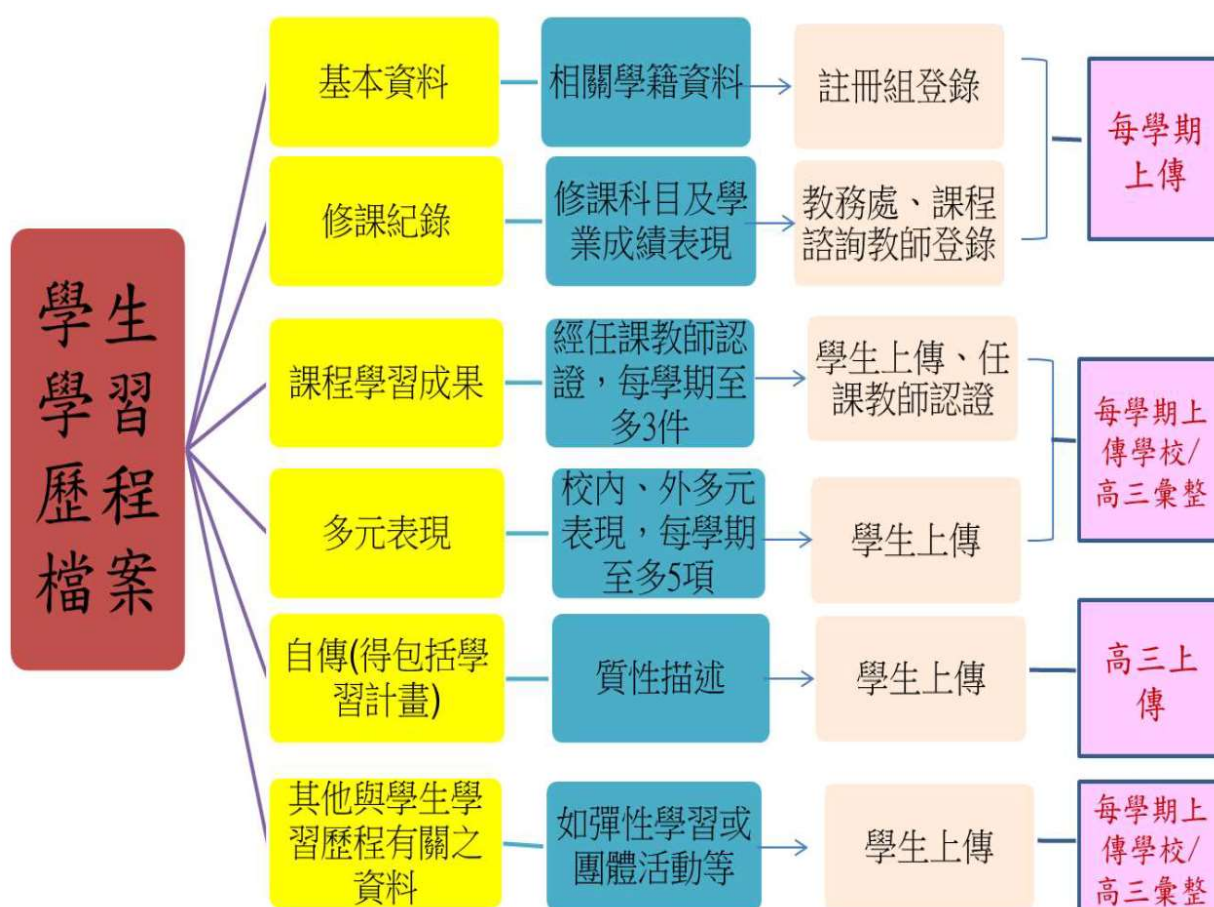 學生
學習
歷程
檔案
基本資料
相關學籍資料
註冊組登錄
修課紀錄
修課科目及學
業成績表現
教務處、課程
諮詢教師登錄
每學期
上傳
課程學習成果
經任課教師認
證，每學期至
多3件
學生上傳、任
課教師認證
多元表現
校內、外多元
表現，每學期
至多5項
學生上傳
每學期上
傳學校/
高三彙整
自傳(得包括學
習計畫)
質性描述
學生上傳
高三上
傳
其他與學生學
習歷程有關之
資料
如彈性學習或
團體活動等
學生上傳
每學期上
傳學校/
高三彙整